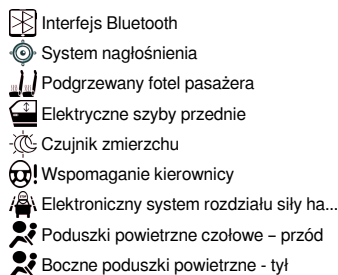 Interfejs Bluetooth
System nagłośnienia
Podgrzewany fotel pasażera
Elektryczne szyby przednie
Czujnik zmierzchu
Wspomaganie kierownicy
Elektroniczny system rozdziału siły ha...
Poduszki powietrzne czołowe – przód
Boczne poduszki powietrzne - tył